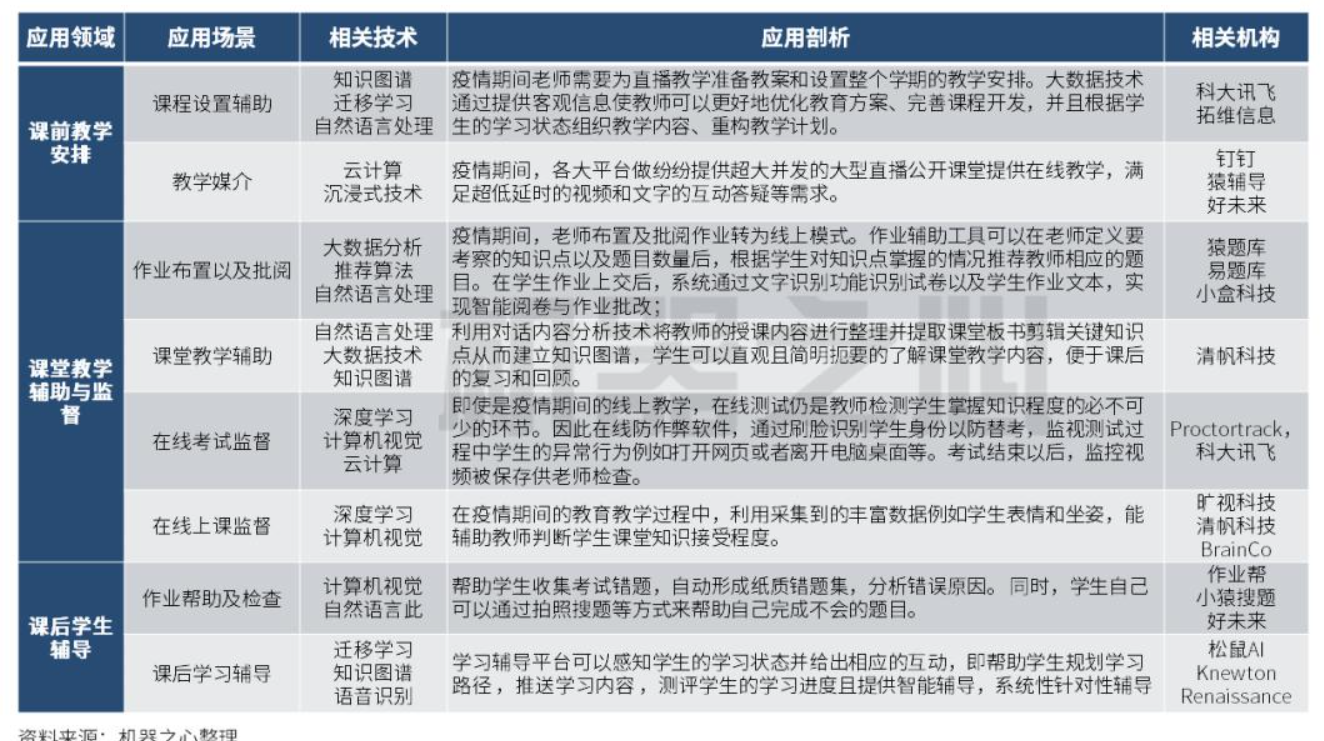 应用领域
应用场景
相关技术
应用剖析
相关机构
课前教学
安排
课程设置辅助
知识图谱
迁移学习
自然语言处理
疫情期间老师需要为直播教学准备教案和设置整个学期的教学安排。大数据技术
通过提供客观信息使教师可以更好地优化教育方案、完善课程开发，并且根据学
生的学习状态组织教学内容、重构教学计划。
科大讯飞
拓维信息
教学媒介
云计算
沉浸式技术
疫情期间，各大平台做纷纷提供超大并发的大型直播公开课堂提供在线教学，满
足超低延时的视频和文字的互动答疑等需求。
钉钉
猿辅导
好未来
课堂教学
辅助与监
督
作业布置以及批阅
大数据分析
推荐算法
自然语言处理
疫情期间，老师布置及批阅作业转为线上模式。作业辅助工具可以在老师定义要
考察的知识点以及题目数量后，根据学生对知识点掌握的情况推荐教师相应的题
目。在学生作业上交后，系统通过文字识别功能识别试卷以及学生作业文本，实
现智能阅卷与作业批改；
猿题库
易题库
小盒科技
课堂教学辅助
自然语言处理
大数据技术
知识图谱
利用对话内容分析技术将教师的授课内容进行整理并提取课堂板书剪辑关键知识
点从而建立知识图谱，学生可以直观且简明扼要的了解课堂教学内容，便于课后
的复习和回顾。
清帆科技
在线考试监督
深度学习
计算机视觉
云计算
即使是疫情期间的线上教学，在线测试仍是教师检测学生掌握知识程度的必不可
少的环节。因此在线防作弊软件，通过刷脸识别学生身份以防替考，监视测试过
程中学生的异常行为例如打开网页或者离开电脑桌面等。考试结束以后，监控视
频被保存供老师检查。
Proctortrack，
科大讯飞
在线上课监督
深度学习
计算机视觉
在疫情期间的教育教学过程中，利用采集到的丰富数据例如学生表情和坐姿，能
辅助教师判断学生课堂知识接受程度。
旷视科技
清帆科技
BrainCo
课后学生
辅导
作业帮助及检查
计算机视觉
自然语言此
帮助学生收集考试错题，自动形成纸质错题集，分析错误原因。 同时，学生自己
可以通过拍照搜题等方式来帮助自己完成不会的题目。
作业帮
小猿搜题
好未来
课后学习辅导
迁移学习
知识图谱
语音识别
学习辅导平台可以感知学生的学习状态并给出相应的互动，即帮助学生规划学习
路径，推送学习内容，测评学生的学习进度且提供智能辅导，系统性针对性辅导
松鼠AI
Knewton
Renaissance
机器之心
资料来源：机器之心整理